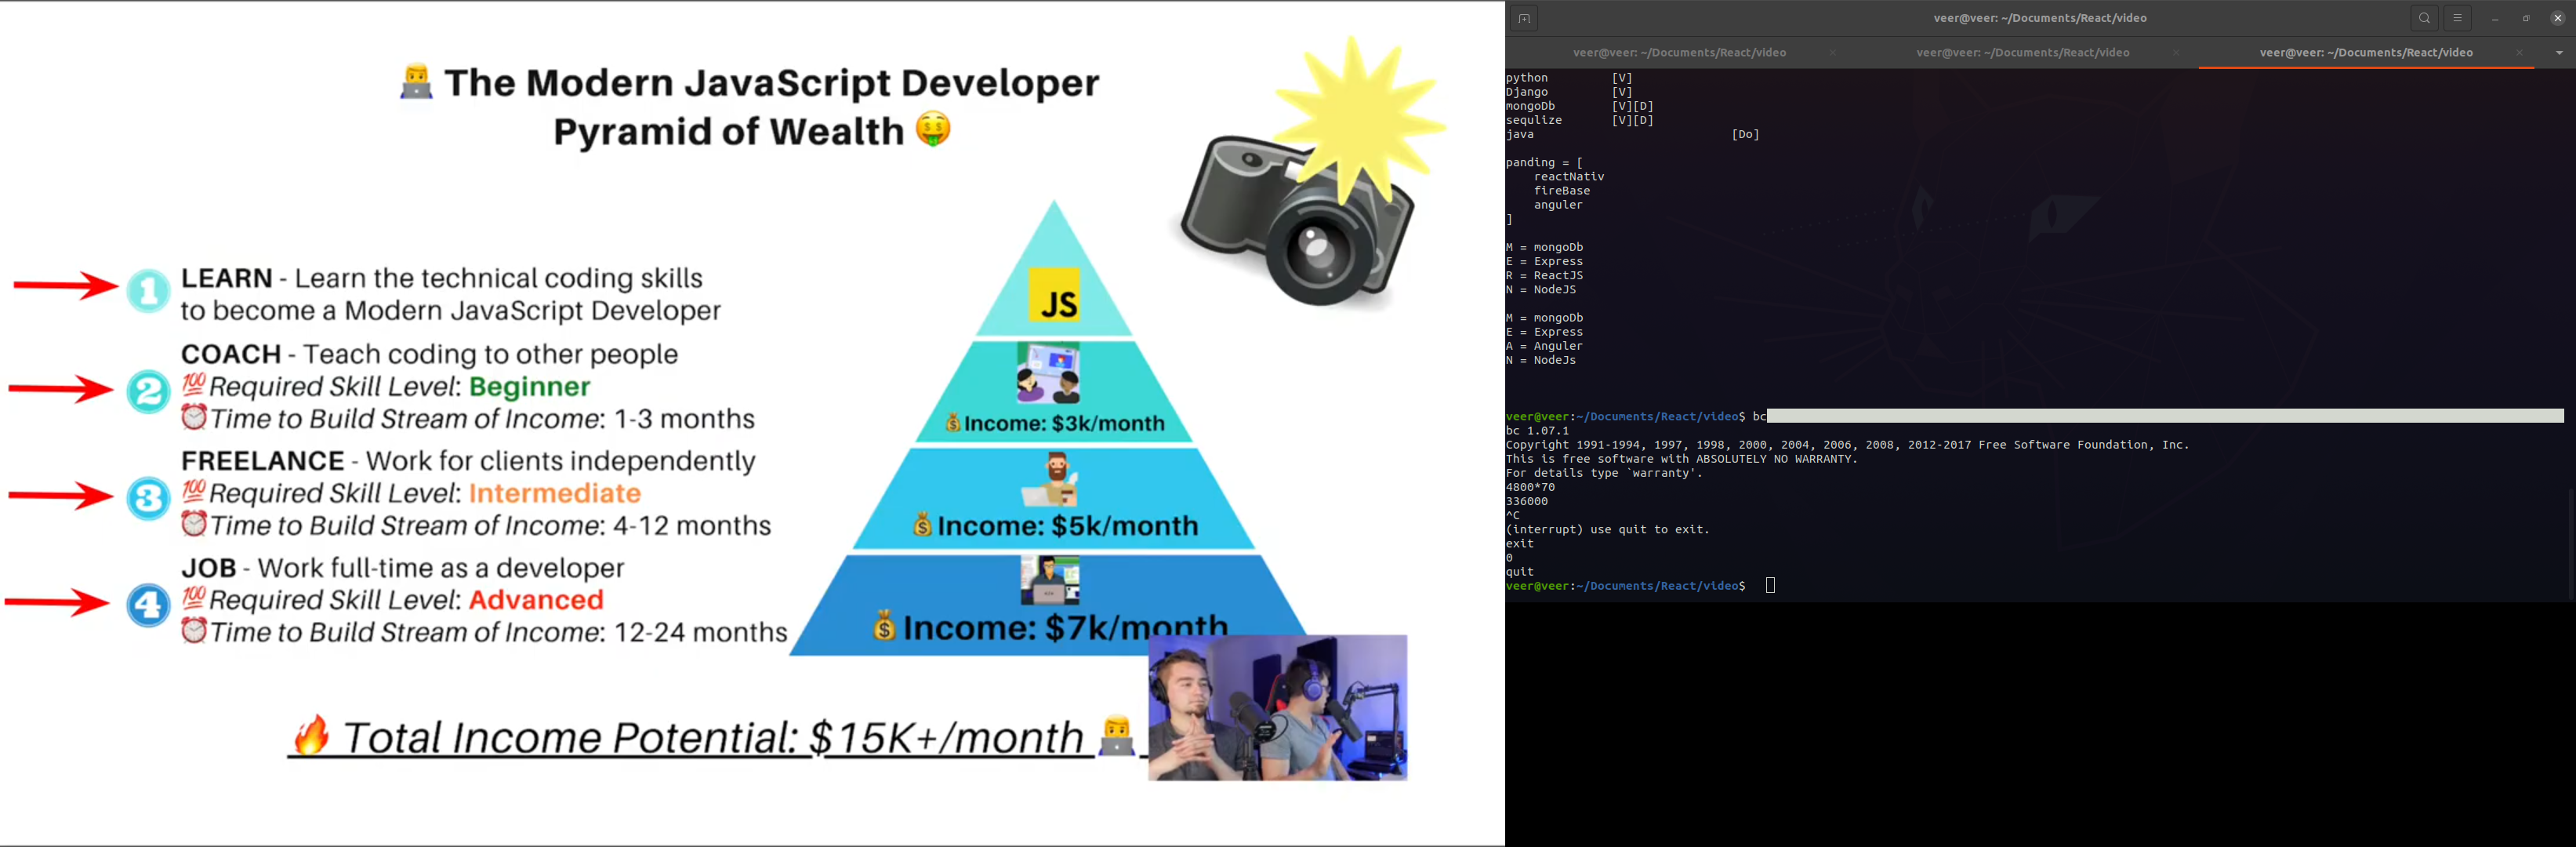 The Modern JavaScript Developer
Pyramid of Wealth
1
LEARN - Learn the technical coding skills
to become a Modern JavaScript Developer
2
COACH - Teach coding to other people
💯Required Skill Level: Beginner
⏰Time to Build Stream of Income: 1-3 months
3
FREELANCE - Work for clients independently
💯Required Skill Level: Intermediate
⏰Time to Build Stream of Income: 4-12 months
4
JOB - Work full-time as a developer
💯Required Skill Level: Advanced
⏰Time to Build Stream of Income: 12-24 months
JS
Income: $3k/month
Income: $5k/month
Income: $7k/month
Total Income Potential: $15K+/month
veer@veer: ~/Documents/React/video
veer@veer: ~/Documents/React/video
veer@veer: ~/Documents/React/video
veer@veer: ~/Documents/React/video
python [V]
Django [V]
mongoDb [V][D]
sequlize [V][D]
java [Do]
panding = [
reactNativ
fireBase
anguler
]
M = mongoDb
E = Express
R = ReactJS
N = NodeJS
M = mongoDb
E = Express
A = Anguler
N = NodeJs
veer@veer:~/Documents/React/video$ bc
bc 1.07.1
Copyright 1991-1994, 1997, 1998, 2000, 2004, 2006, 2008, 2012-2017 Free Software Foundation, Inc.
This is free software with ABSOLUTELY NO WARRANTY.
For details type `warranty'.
4800*70
336000
^C
(interrupt) use quit to exit.
exit
0
quit
veer@veer:~/Documents/React/video$